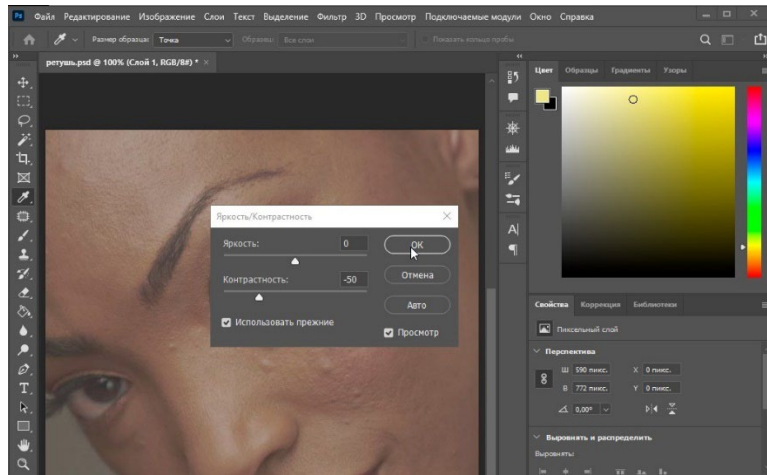 Ps Файл Редактирование Изображение Слои Текст Выделение Фильтр 3D Просмотр Подключаемые модули Окно Справка
Размер образца: Точка Образец: Все слои Показать кольцо пробы
ретушь.psd @ 100% (Слой 1, RGB/8#) * ×
Цвет Образцы Градиенты Узоры
Яркость/Контрастность
Яркость: 0
OK
Контрастность: -50
Отмена
Авто
Использовать прежние
Просмотр
Свойства Коррекция Библиотеки
Пиксельный слой
Перспектива
Ш 590 пикс. X 0 пикс.
В 772 пикс. Y 0 пикс.
0,00°
Выровнять и распределить
Выровнять: